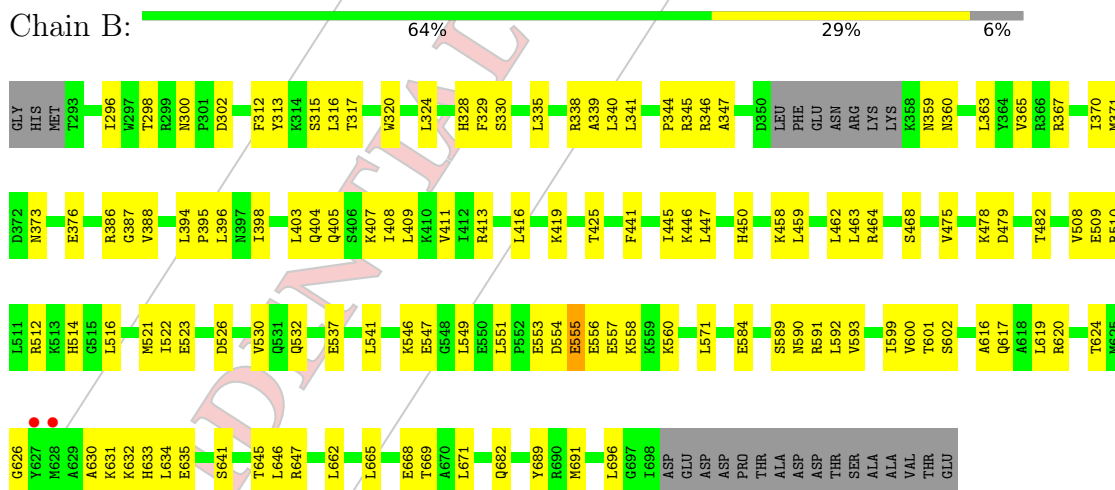 Chain B:
64% 29% 6%
GLY HIS MET T293 I296 W297 T298 R299 N300 P301 D302 F312 Y313 K314 S315 L316 T317 W320 L324 H328 F329 S330 L335 R338 A339 L340 L341 P344 R345 R346 A347 D350 LEU PHE GLU ASN ARG LYS LYS K358 N359 N360 L363 Y364 V365 R366 R367 I370 M371
D372 N373 E376 R386 G387 V388 L394 P395 L396 N397 I398 L403 Q404 Q405 S406 K407 I408 L409 K410 V411 I412 R413 L416 K419 T425 F441 I445 K446 L447 H450 K458 L459 L462 L463 R464 S468 V475 K478 D479 T482 V508 E509 R510
L511 R512 K513 H514 G515 L516 M521 I522 E523 D526 V530 Q531 Q532 E537 L541 K546 E547 G548 L549 E550 L551 P552 E553 D554 E555 E556 E557 K558 K559 K560 L571 E584 S589 N590 R591 L592 V593 I599 V600 T601 S602 A616 Q617 A618 L619 R620 T624 M625
G626 Y627 M628 A629 A630 K631 K632 H633 L634 E635 S641 T645 L646 R647 L662 L665 E668 T669 A670 L671 Q682 Y689 R690 M691 L696 G697 I698 ASP GLU ASP ASP PRO THR ALA ASP ASP THR SER ALA ALA VAL THR GLU